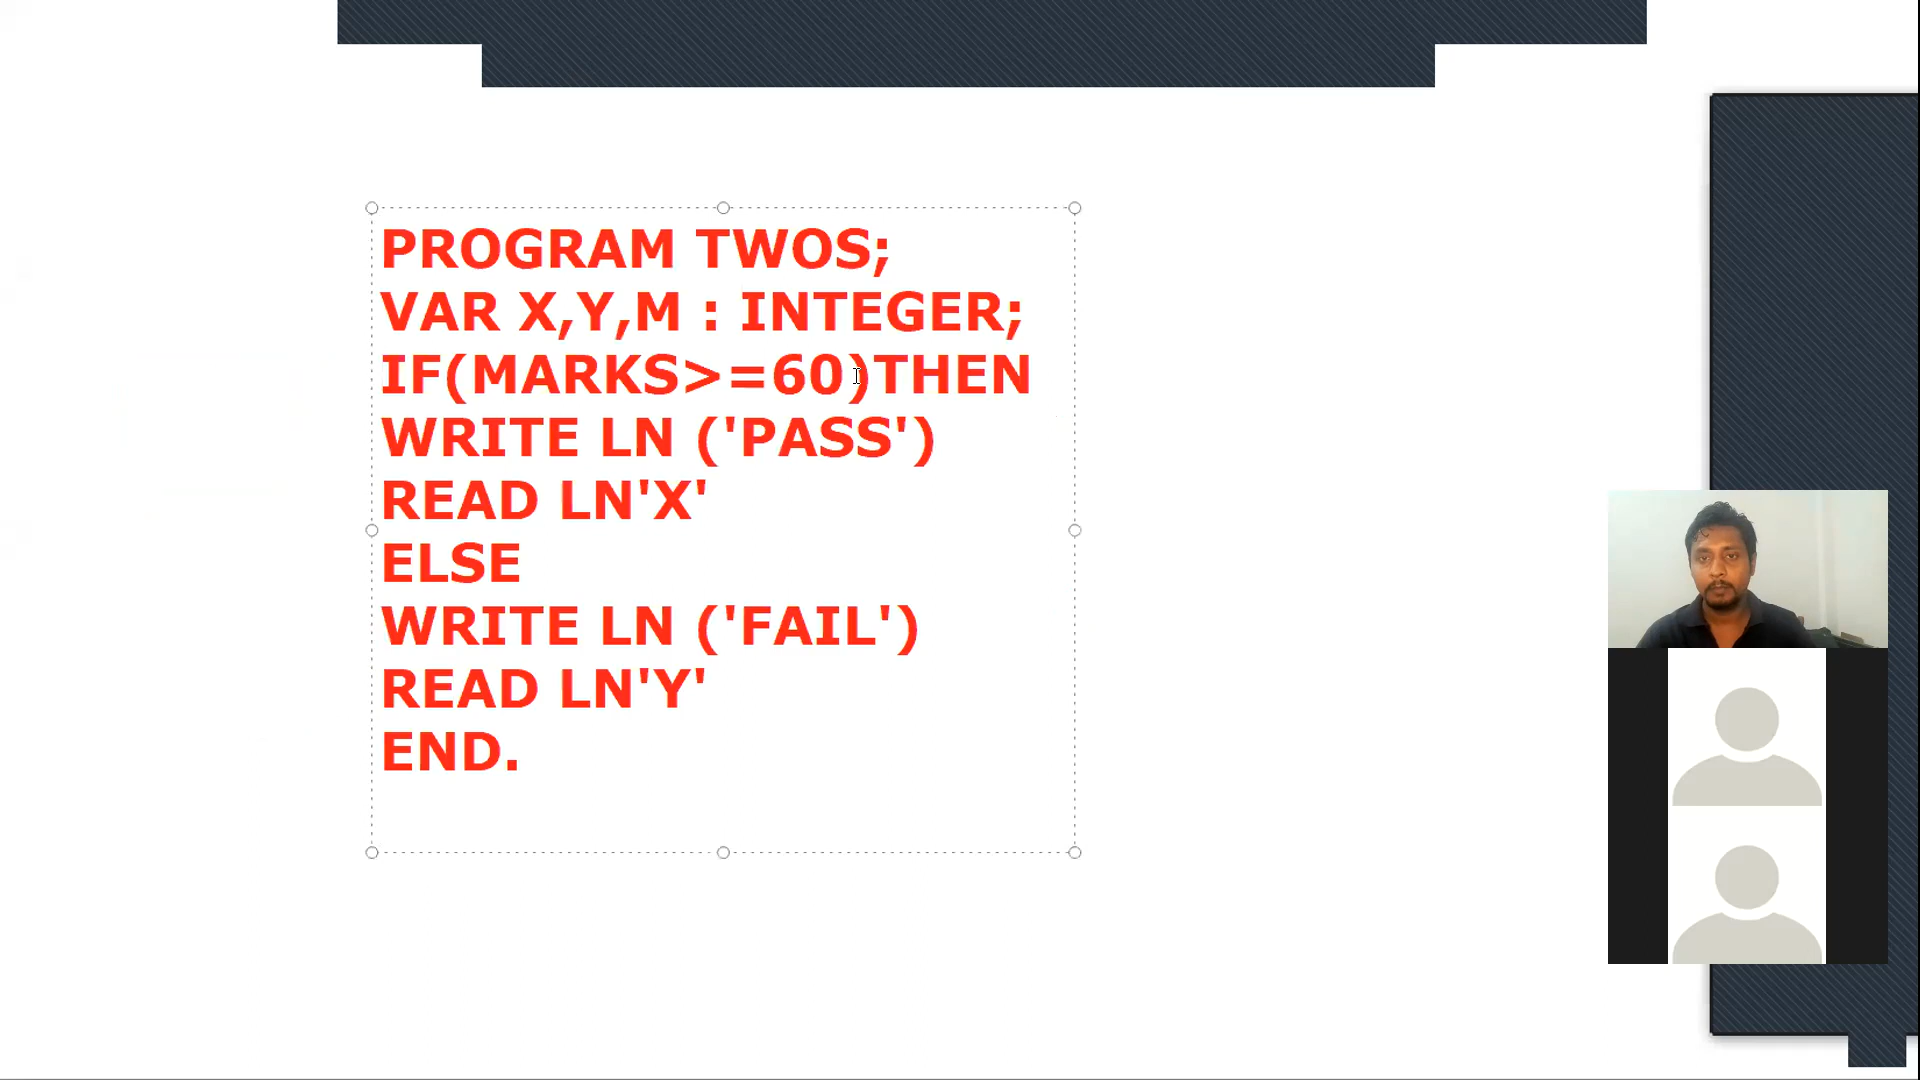 PROGRAM TWOS;
VAR X,Y,M : INTEGER;
IF(MARKS>=60)THEN
WRITE LN ('PASS')
READ LN'X'
ELSE
WRITE LN ('FAIL')
READ LN'Y'
END.